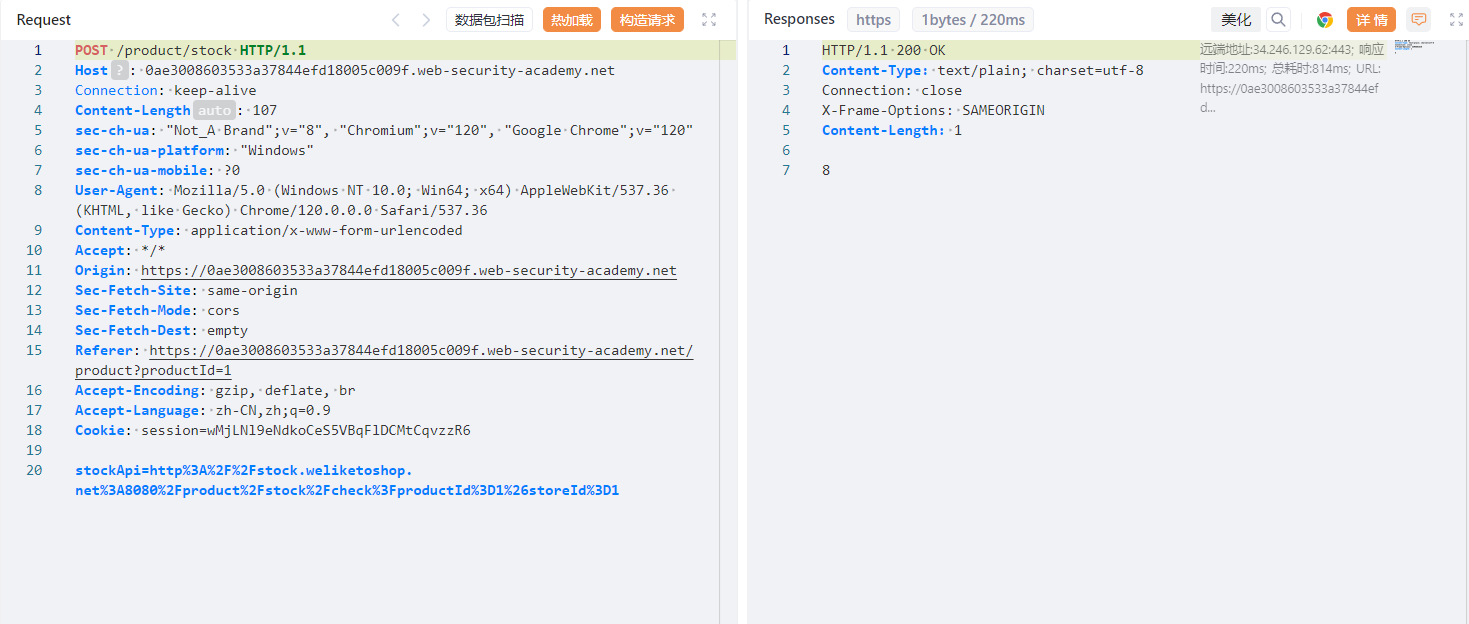 Request 数据包扫描 热加载 构造请求
1 POST /product/stock HTTP/1.1
2 Host ? : 0ae3008603533a37844efd18005c009f.web-security-academy.net
3 Connection: keep-alive
4 Content-Length auto : 107
5 sec-ch-ua: "Not_A Brand";v="8", "Chromium";v="120", "Google Chrome";v="120"
6 sec-ch-ua-platform: "Windows"
7 sec-ch-ua-mobile: ?0
8 User-Agent: Mozilla/5.0 (Windows NT 10.0; Win64; x64) AppleWebKit/537.36
(KHTML, like Gecko) Chrome/120.0.0.0 Safari/537.36
9 Content-Type: application/x-www-form-urlencoded
10 Accept: */*
11 Origin: https://0ae3008603533a37844efd18005c009f.web-security-academy.net
12 Sec-Fetch-Site: same-origin
13 Sec-Fetch-Mode: cors
14 Sec-Fetch-Dest: empty
15 Referer: https://0ae3008603533a37844efd18005c009f.web-security-academy.net/
product?productId=1
16 Accept-Encoding: gzip, deflate, br
17 Accept-Language: zh-CN,zh;q=0.9
18 Cookie: session=wMjLNl9eNdkoCeS5VBqFlDCMtCqvzzR6
19
20 stockApi=http%3A%2F%2Fstock.weliketoshop.
net%3A8080%2Fproduct%2Fstock%2Fcheck%3FproductId%3D1%26storeId%3D1
Responses https 1bytes / 220ms 美化 详情
1 HTTP/1.1 200 OK
2 Content-Type: text/plain; charset=utf-8
3 Connection: close
4 X-Frame-Options: SAMEORIGIN
5 Content-Length: 1
6
7 8
远端地址:34.246.129.62:443; 响应
时间:220ms; 总耗时:814ms; URL:
https://0ae3008603533a37844ef
d...